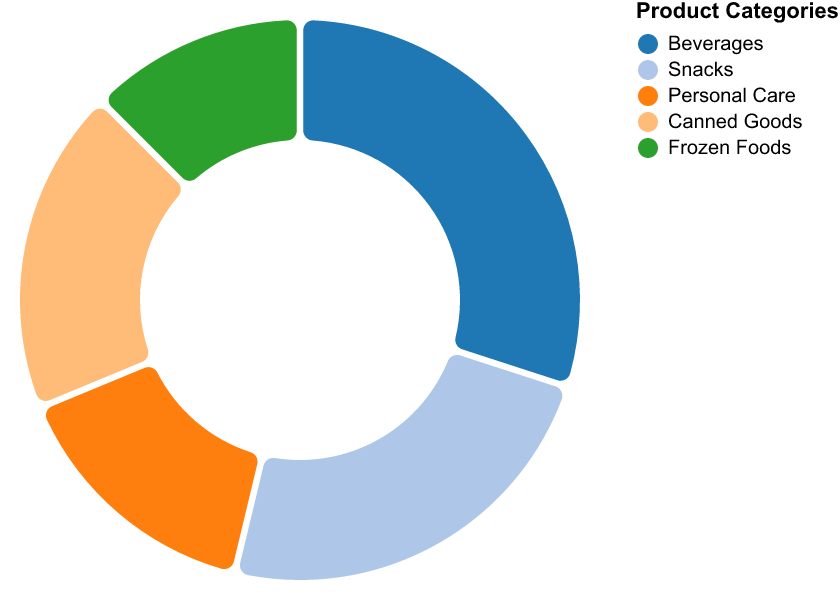 Product Categories
Beverages
Snacks
Personal Care
Canned Goods
Frozen Foods